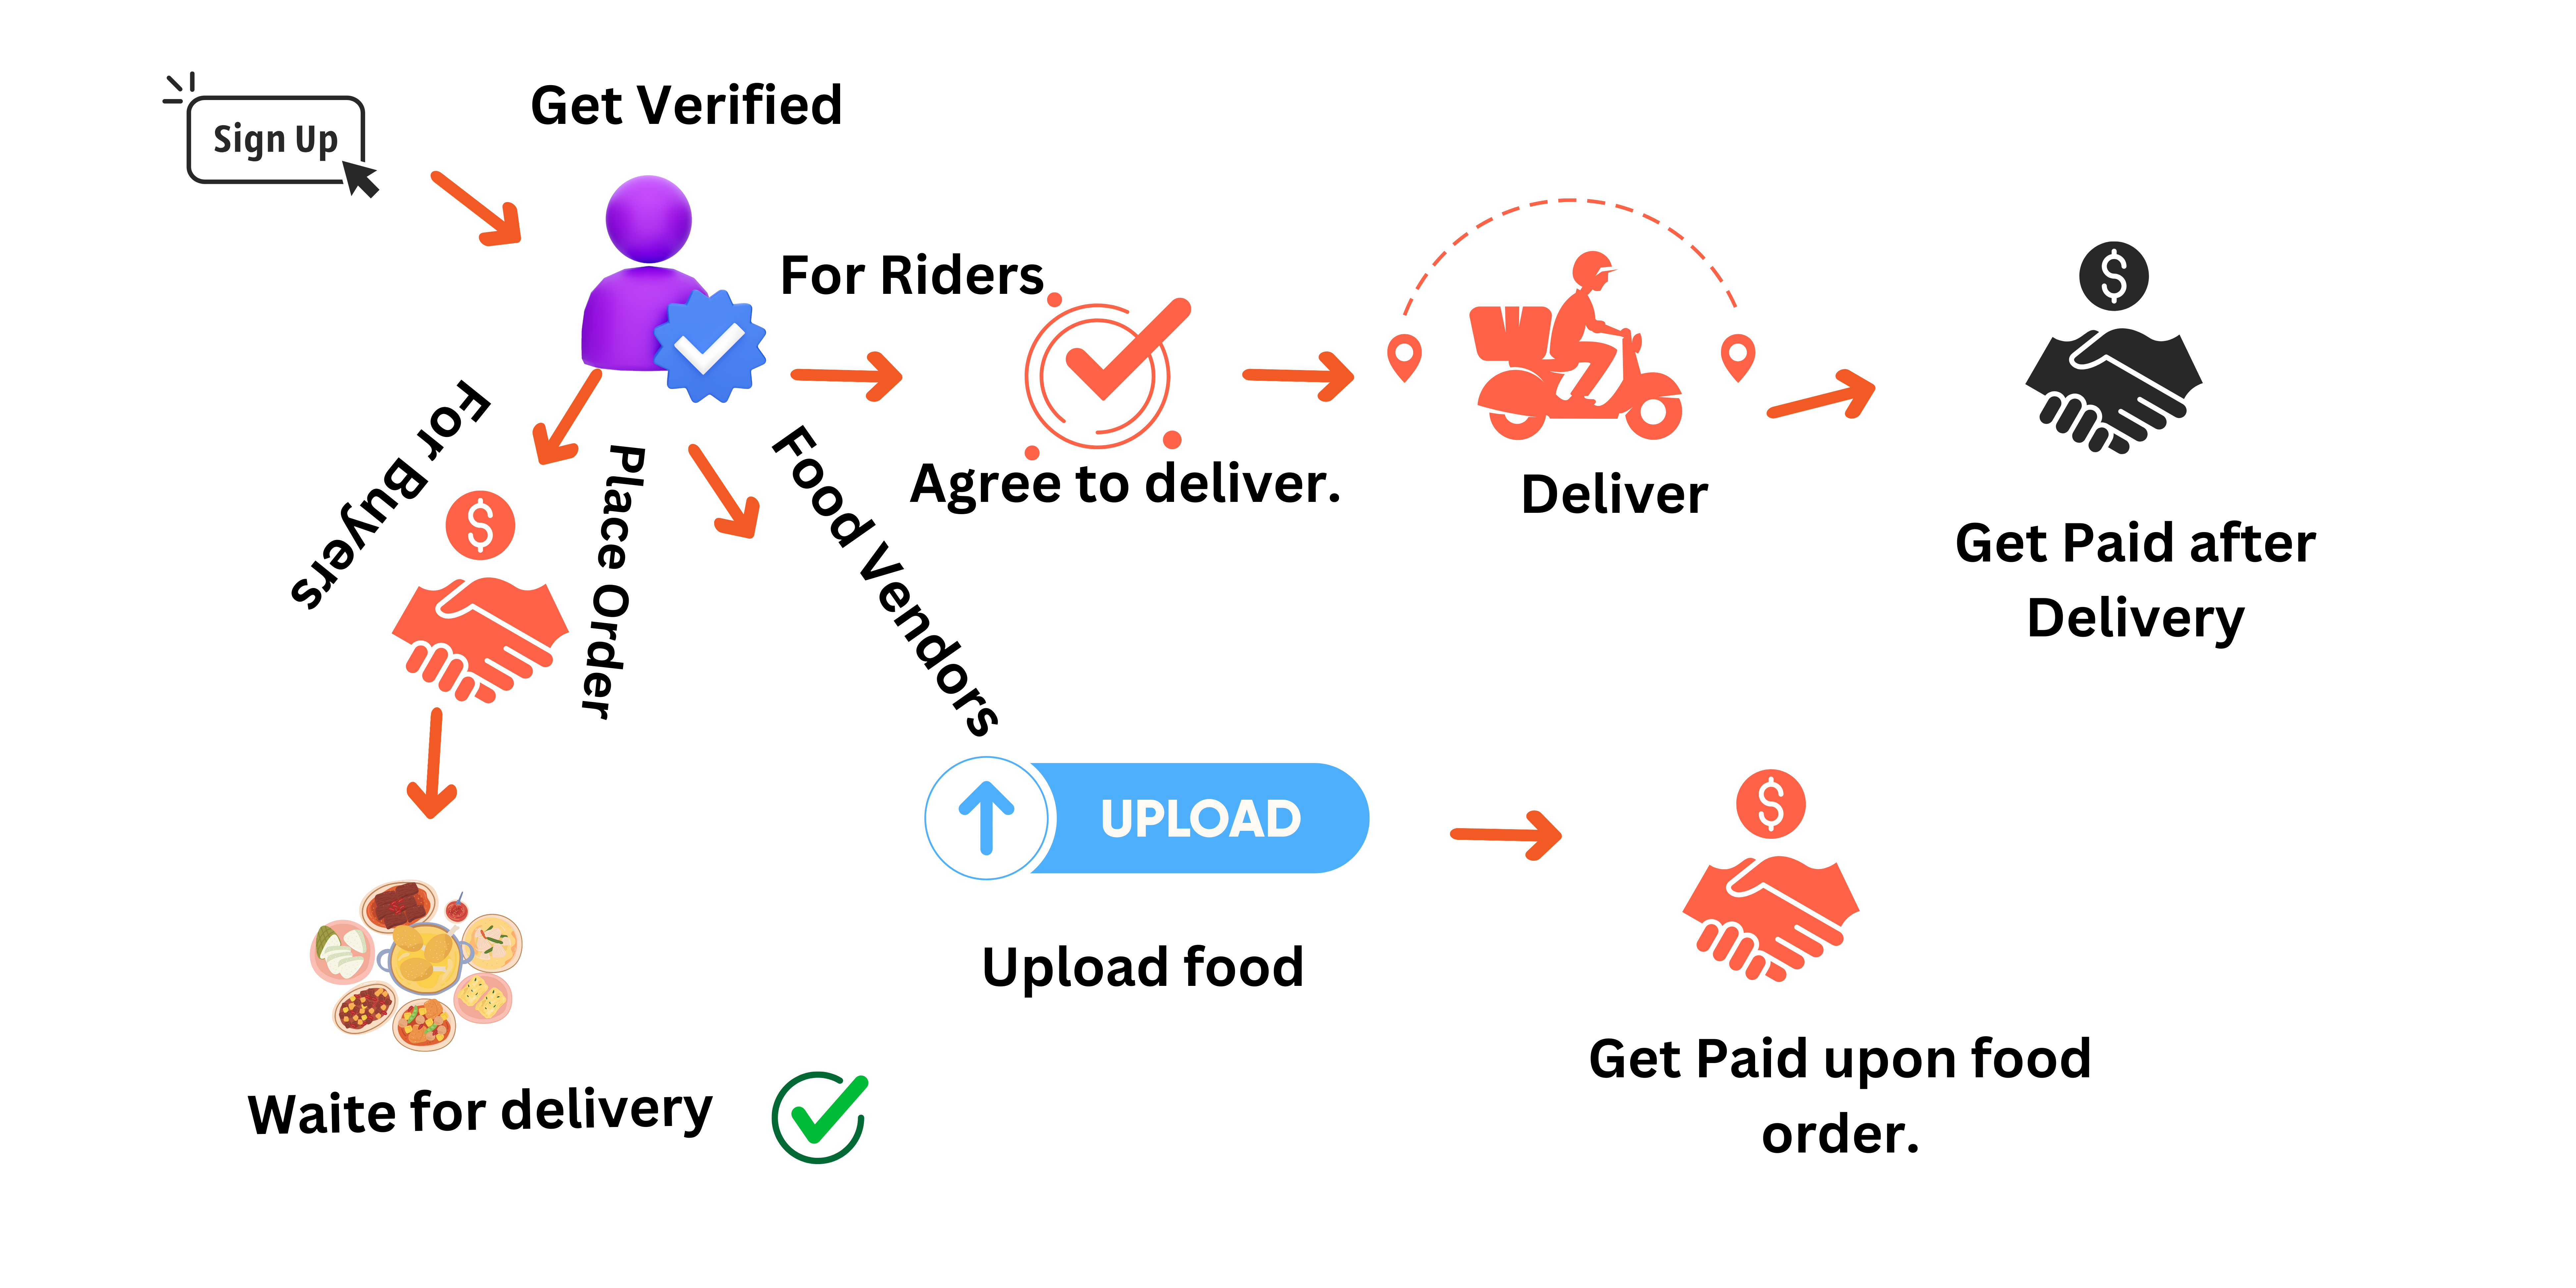 Sign Up
Get Verified
For Riders
Agree to deliver.
Deliver
Get Paid after
Delivery
For Buyers
Place Order
Food Vendors
UPLOAD
Upload food
Get Paid upon food
order.
Waite for delivery